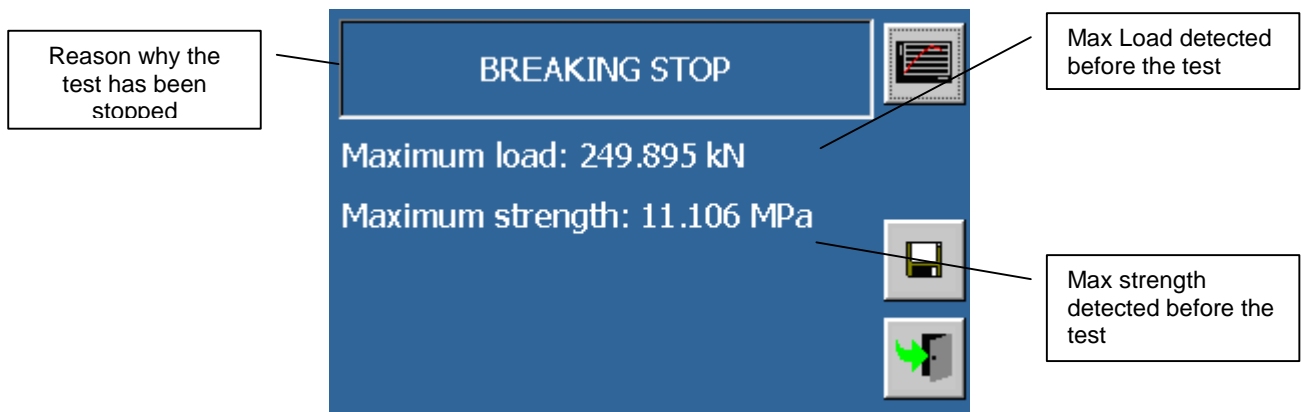 Reason why the
test has been
stopped
BREAKING STOP
Maximum load: 249.895 kN
Maximum strength: 11.106 MPa
Max Load detected
before the test
Max strength
detected before the
test